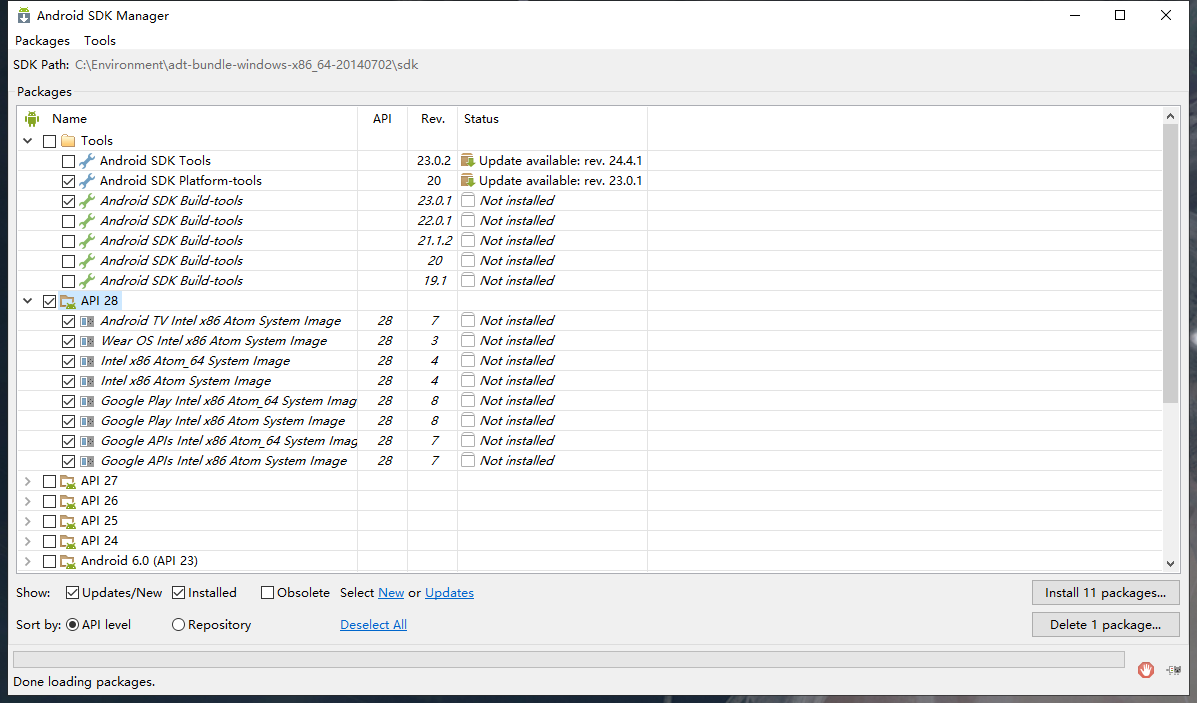 Android SDK Manager
Packages Tools
SDK Path: C:\Environment\adt-bundle-windows-x86_64-20140702\sdk
Packages
Name API Rev. Status
Tools
Android SDK Tools 23.0.2 Update available: rev. 24.4.1
Android SDK Platform-tools 20 Update available: rev. 23.0.1
Android SDK Build-tools 23.0.1 Not installed
Android SDK Build-tools 22.0.1 Not installed
Android SDK Build-tools 21.1.2 Not installed
Android SDK Build-tools 20 Not installed
Android SDK Build-tools 19.1 Not installed
API 28
Android TV Intel x86 Atom System Image 28 7 Not installed
Wear OS Intel x86 Atom System Image 28 3 Not installed
Intel x86 Atom_64 System Image 28 4 Not installed
Intel x86 Atom System Image 28 4 Not installed
Google Play Intel x86 Atom_64 System Imag 28 8 Not installed
Google Play Intel x86 Atom System Image 28 8 Not installed
Google APIs Intel x86 Atom_64 System Imag 28 7 Not installed
Google APIs Intel x86 Atom System Image 28 7 Not installed
API 27
API 26
API 25
API 24
Android 6.0 (API 23)
Show: Updates/New Installed Obsolete Select New or Updates Install 11 packages...
Sort by: API level Repository Deselect All Delete 1 package...
Done loading packages.